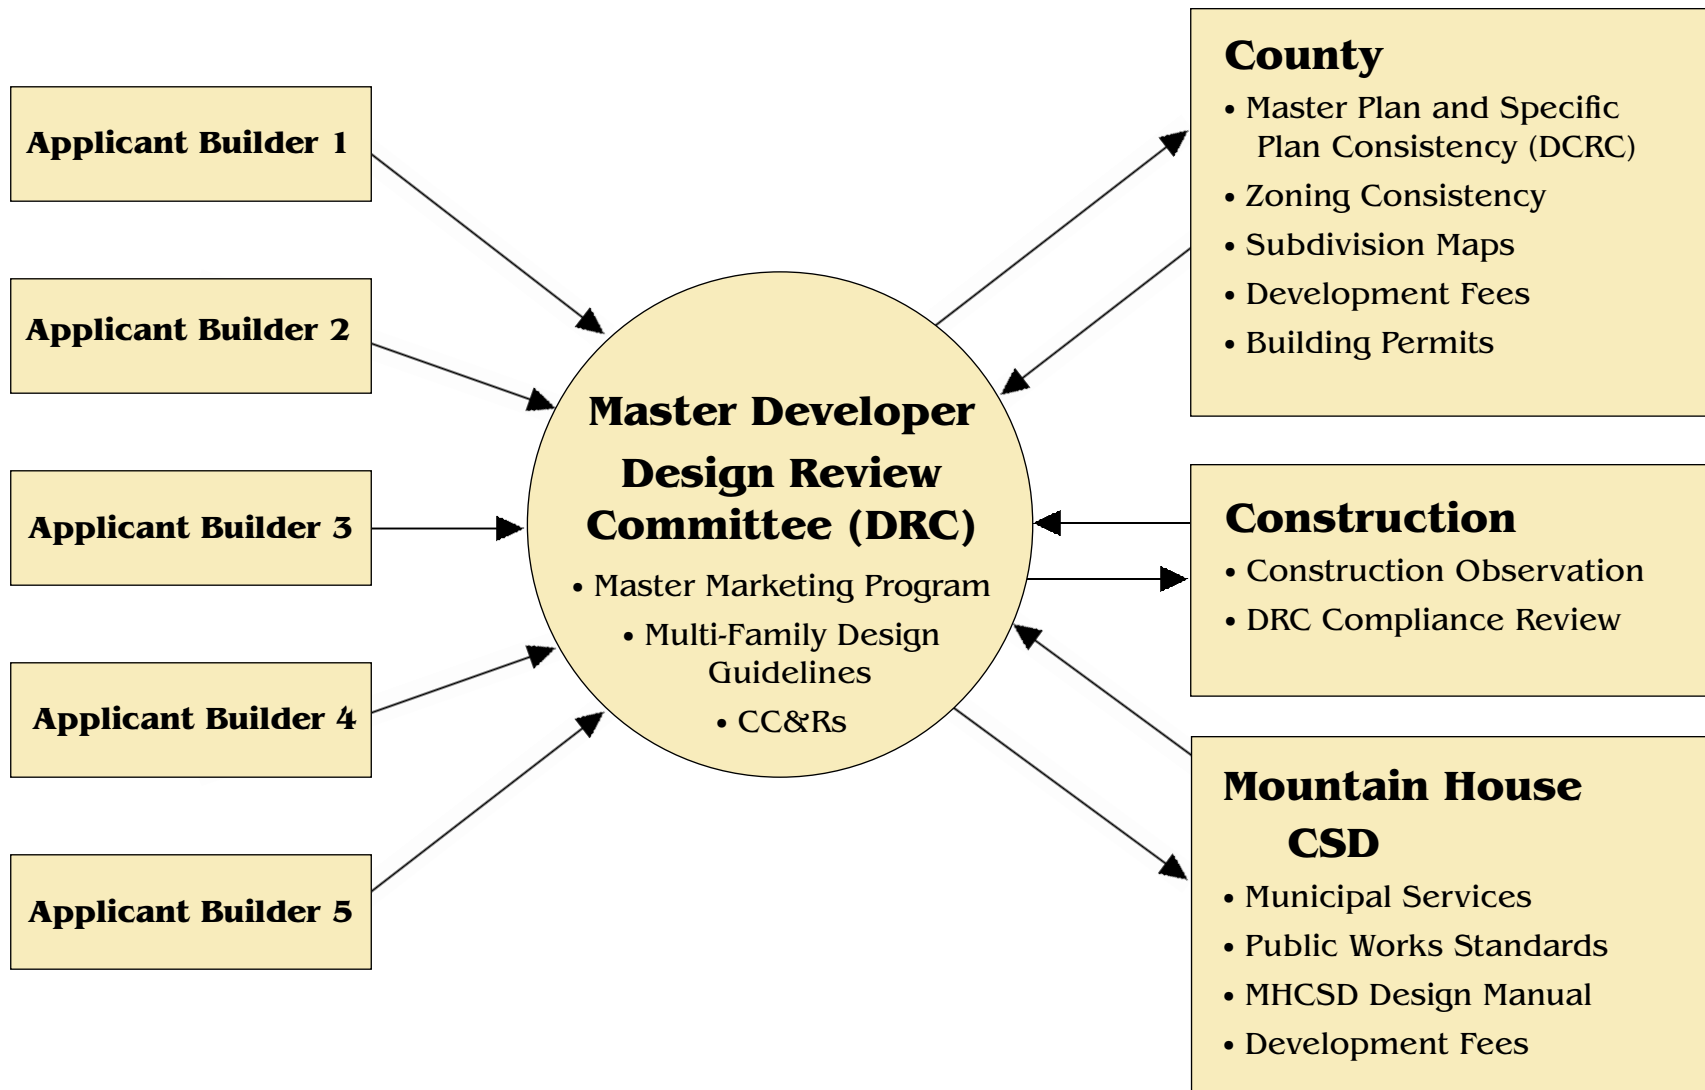 Applicant Builder 1
Applicant Builder 2
Applicant Builder 3
Applicant Builder 4
Applicant Builder 5
Master Developer
Design Review
Committee (DRC)
• Master Marketing Program
• Multi-Family Design
Guidelines
• CC&Rs
County
• Master Plan and Specific
Plan Consistency (DCRC)
• Zoning Consistency
• Subdivision Maps
• Development Fees
• Building Permits
Construction
• Construction Observation
• DRC Compliance Review
Mountain House
CSD
• Municipal Services
• Public Works Standards
• MHCSD Design Manual
• Development Fees